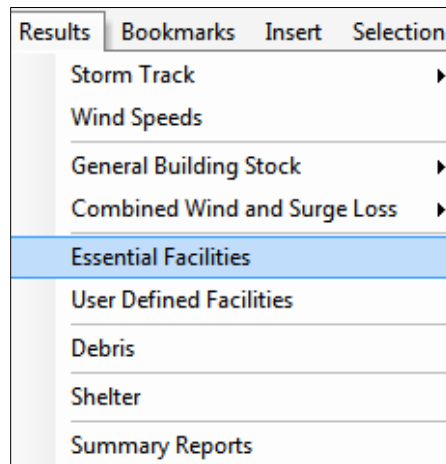 Results Bookmarks Insert Selection
Storm Track
Wind Speeds
General Building Stock
Combined Wind and Surge Loss
Essential Facilities
User Defined Facilities
Debris
Shelter
Summary Reports